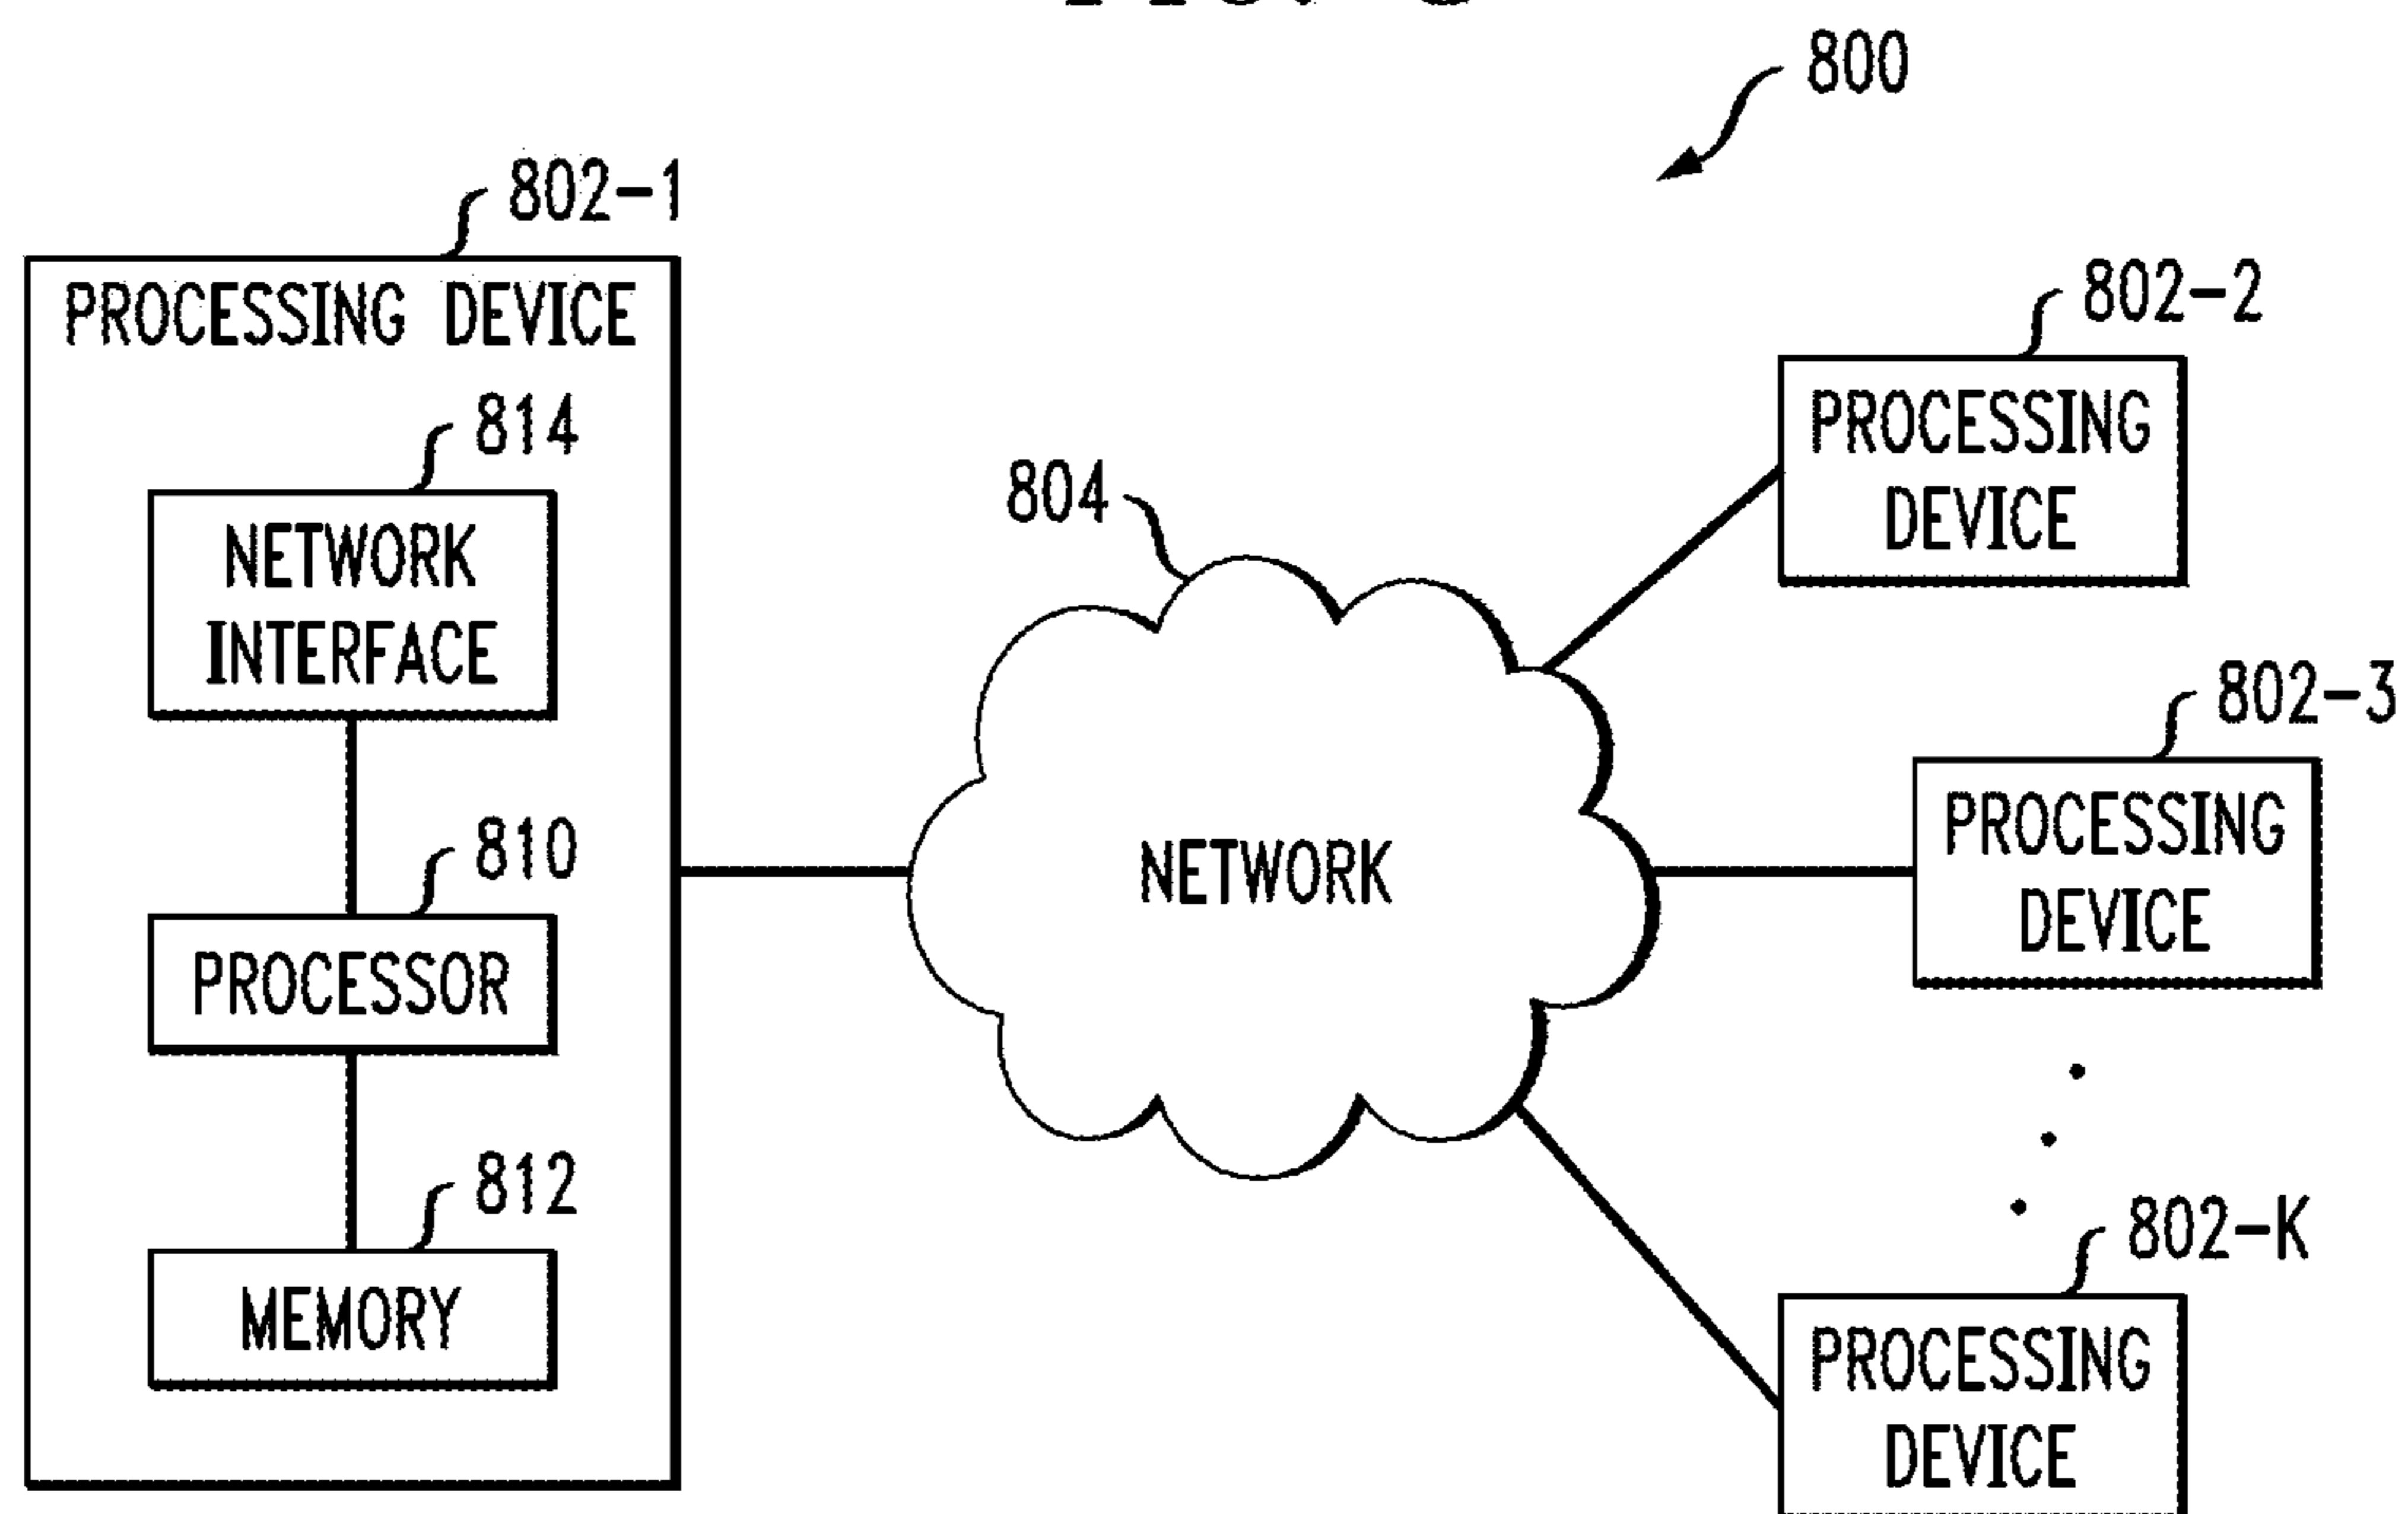 800
802-1
PROCESSING DEVICE
814
NETWORK
INTERFACE
810
PROCESSOR
812
MEMORY
804
NETWORK
802-2
PROCESSING
DEVICE
802-3
PROCESSING
DEVICE
802-K
PROCESSING
DEVICE